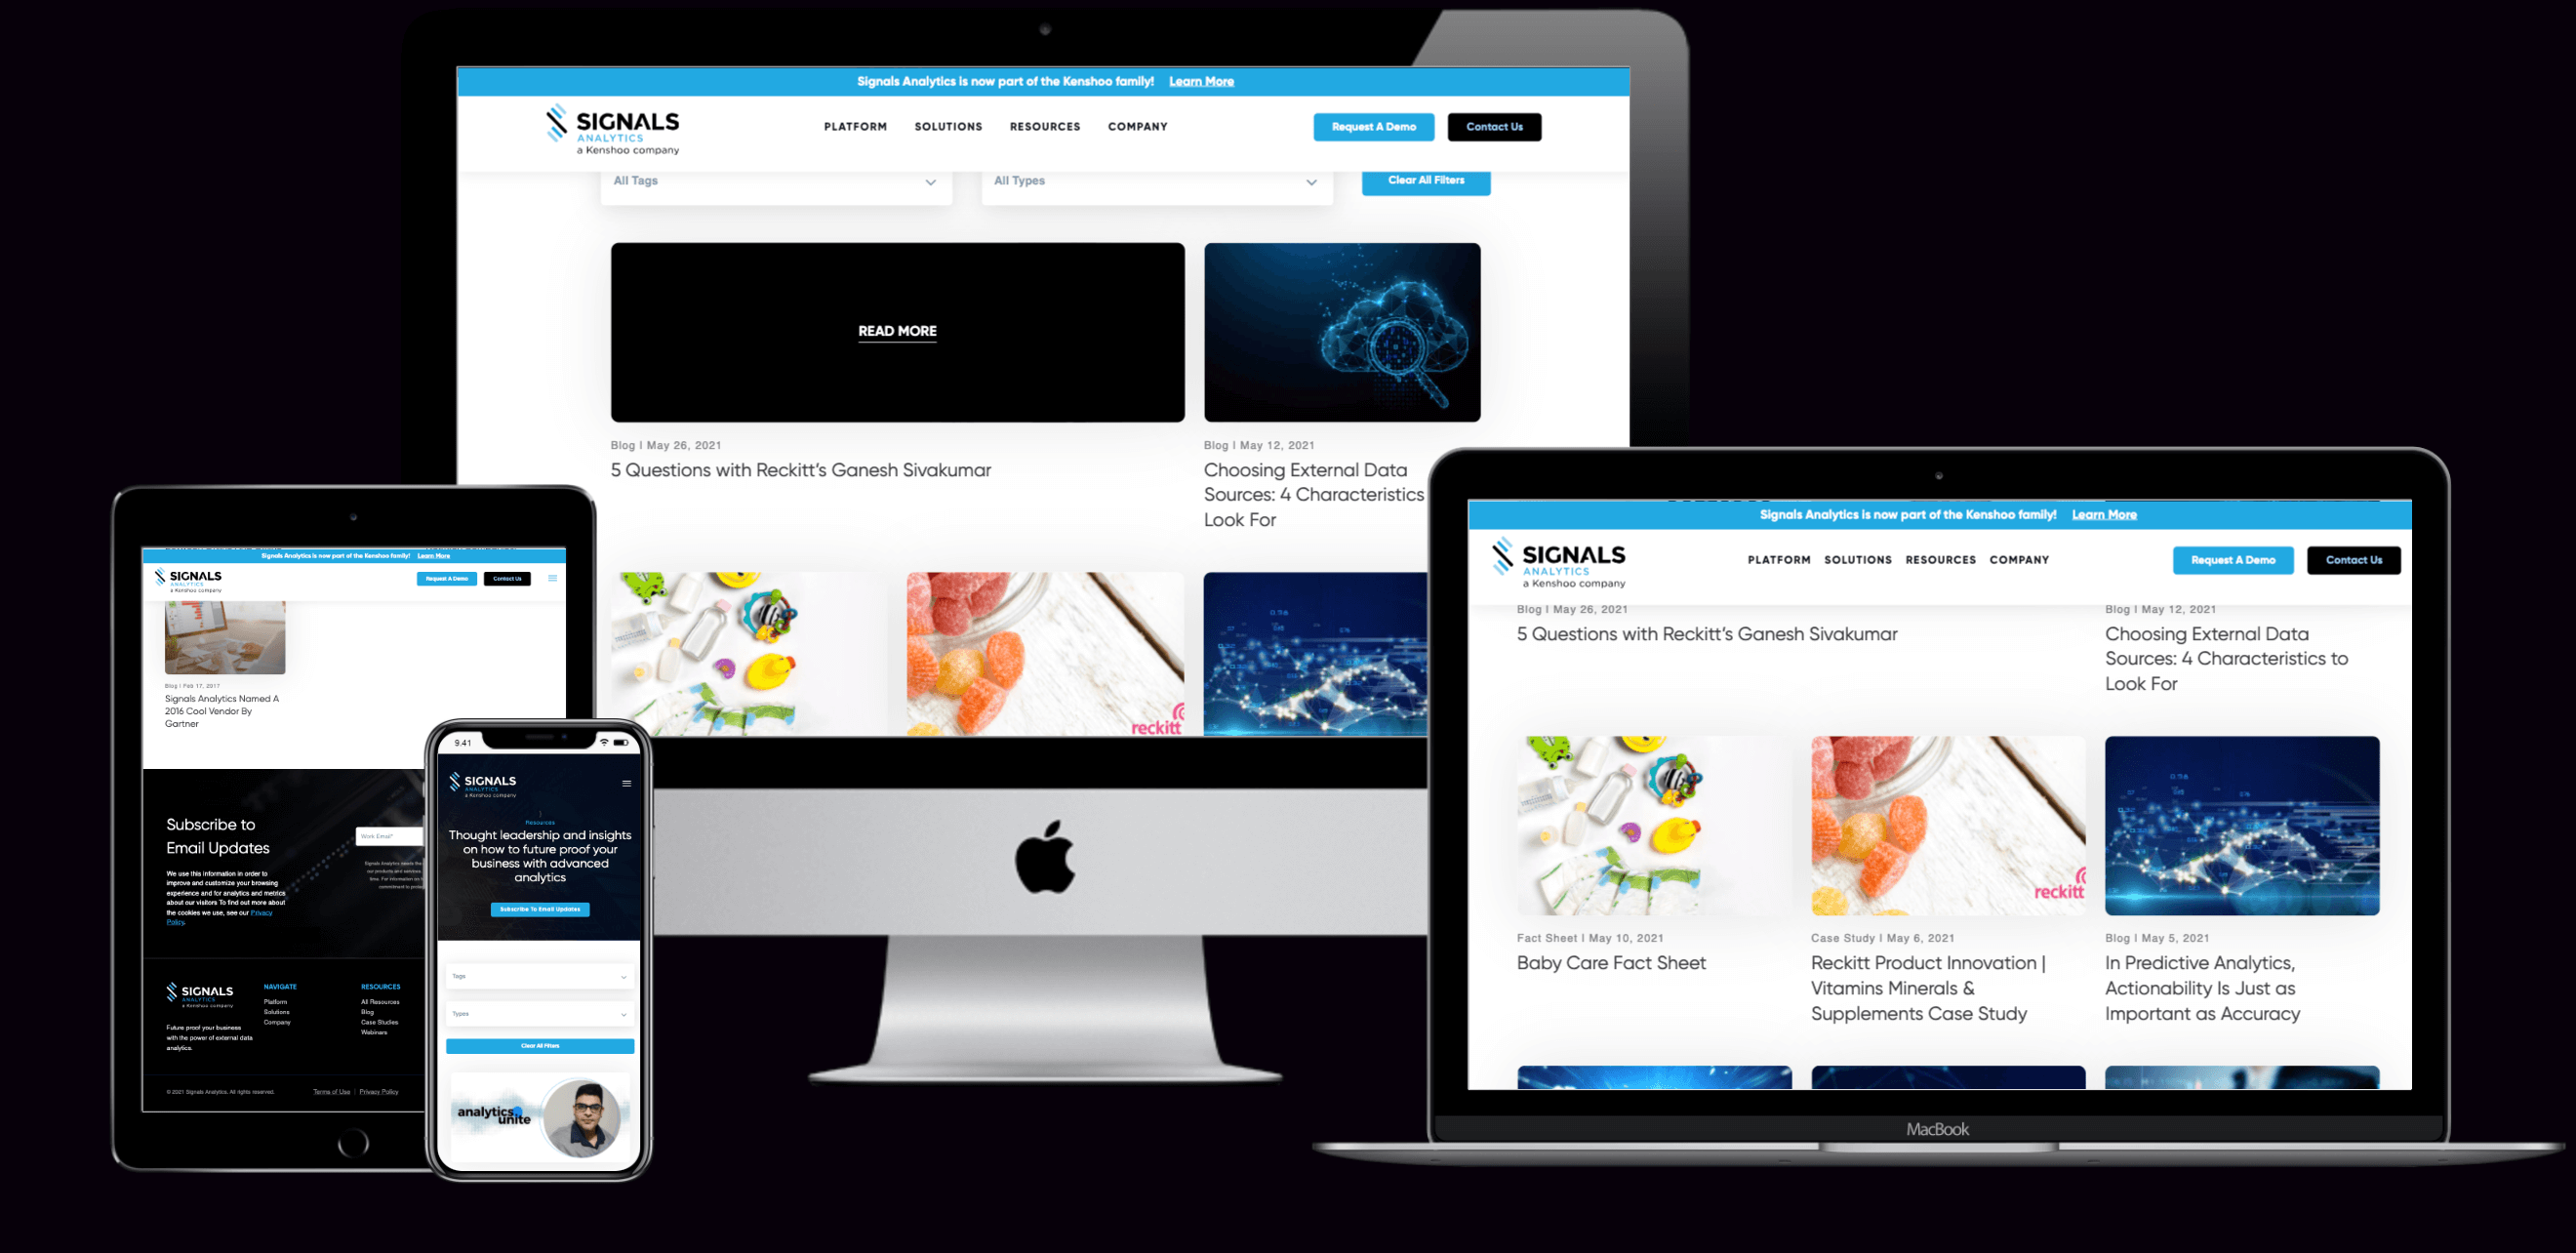 Signals Analytics is now part of the Kenshoo family! Learn More
SIGNALS
ANALYTICS
a Kenshoo company
PLATFORM SOLUTIONS RESOURCES COMPANY
Request A Demo Contact Us
All Tags
All Types
Clear All Filters
READ MORE
Blog | May 26, 2021
5 Questions with Reckitt's Ganesh Sivakumar
Blog | May 12, 2021
Choosing External Data
Sources: 4 Characteristics
Look For
reckitt
Signals Analytics is now part of the Kenshoo family! Learn More
SIGNALS
ANALYTICS
a Kenshoo company
Request A Demo Contact Us
Blog | Feb 17, 2017
Signals Analytics Named A
2016 Cool Vendor By
Gartner
Subscribe to
Email Updates
We use this information in order to
improve and customize your browsing
experience and for analytics and metrics
about our visitors To find out more about
the cookies we use, see our Privacy
Policy.
Work Email*
Signals Analytics needs the
our products and services.
time. For information on
commitment to
SIGNALS
ANALYTICS
a Kenshoo company
Future proof your business
with the power of external data
analytics.
NAVIGATE
Platform
Solutions
Company
RESOURCES
All Resources
Blog
Case Studies
Webinars
© 2021 Signals Analytics. All rights reserved.
Terms of Use | Privacy Policy
9:41
SIGNALS
ANALYTICS
a Kenshoo company
Resources
Thought leadership and insights
on how to future proof your
business with advanced
analytics
Subscribe To Email Updates
Tags
Types
Clear All Filters
analytics
unite
Signals Analytics is now part of the Kenshoo family! Learn More
SIGNALS
ANALYTICS
a Kenshoo company
PLATFORM SOLUTIONS RESOURCES COMPANY
Request A Demo Contact Us
Blog | May 26, 2021
5 Questions with Reckitt's Ganesh Sivakumar
Blog | May 12, 2021
Choosing External Data
Sources: 4 Characteristics to
Look For
reckitt
Fact Sheet | May 10, 2021
Baby Care Fact Sheet
Case Study | May 6, 2021
Reckitt Product Innovation |
Vitamins Minerals &
Supplements Case Study
Blog | May 5, 2021
In Predictive Analytics,
Actionability Is Just as
Important as Accuracy
MacBook